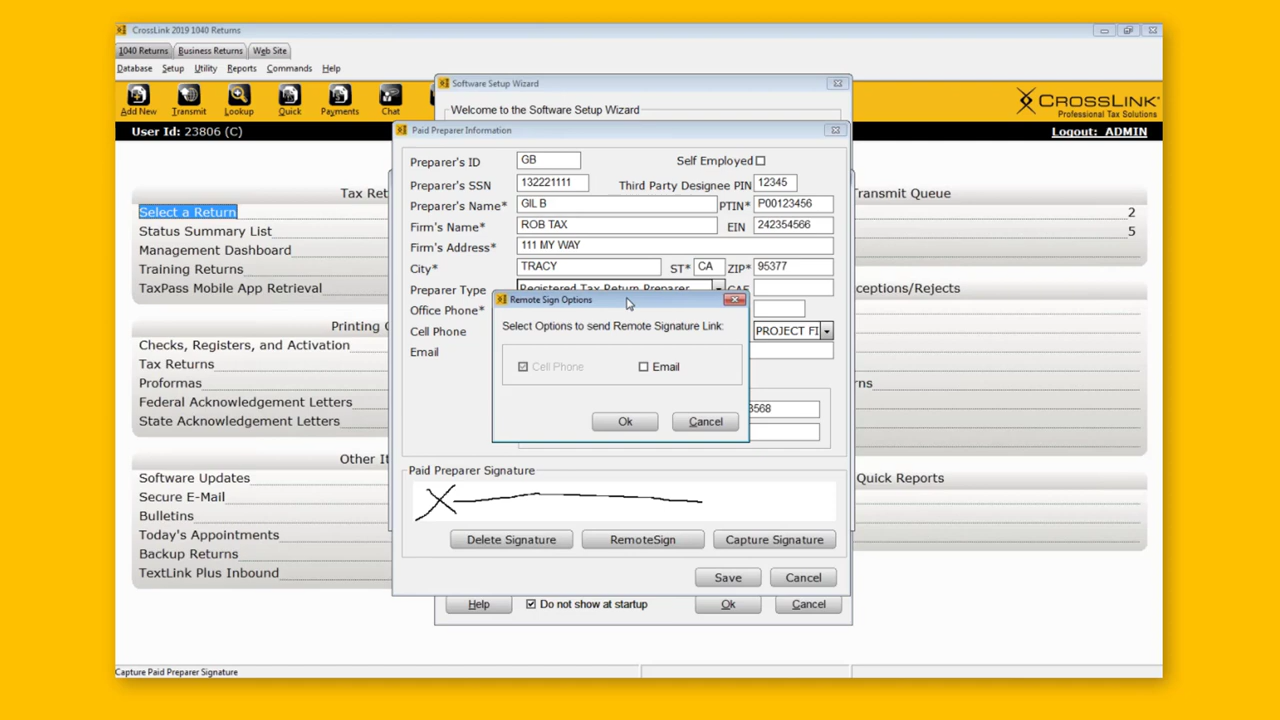 CrossLink 2019 1040 Returns
1040 Returns Business Returns Web Site
Database Setup Utility Reports Commands Help
Add New Transmit Lookup Quick Payments Chat
CROSSLINK
Professional Tax Solutions
User Id: 23806 (C)
Logout: ADMIN
Tax Ret
Select a Return
Status Summary List
Management Dashboard
Training Returns
TaxPass Mobile App Retrieval
Printing
Checks, Registers, and Activation
Tax Returns
Proformas
Federal Acknowledgement Letters
State Acknowledgement Letters
Other It
Software Updates
Secure E-Mail
Bulletins
Today's Appointments
Backup Returns
TextLink Plus Inbound
Software Setup Wizard
Welcome to the Software Setup Wizard
Paid Preparer Information
Preparer's ID GB Self Employed
Preparer's SSN 132221111 Third Party Designee PIN 12345
Preparer's Name* GIL B PTIN* P00123456
Firm's Name* ROB TAX EIN 242354566
Firm's Address* 111 MY WAY
City* TRACY ST* CA ZIP* 95377
Preparer Type Registered Tax Return Preparer CAF
Office Phone*
Cell Phone PROJECT FI
Email
Remote Sign Options
Select Options to send Remote Signature Link:
Cell Phone Email
Ok Cancel
3568
Paid Preparer Signature
Delete Signature RemoteSign Capture Signature
Save Cancel
Help Do not show at startup Ok Cancel
ransmit Queue
2
5
ceptions/Rejects
rns
Quick Reports
Capture Paid Preparer Signature